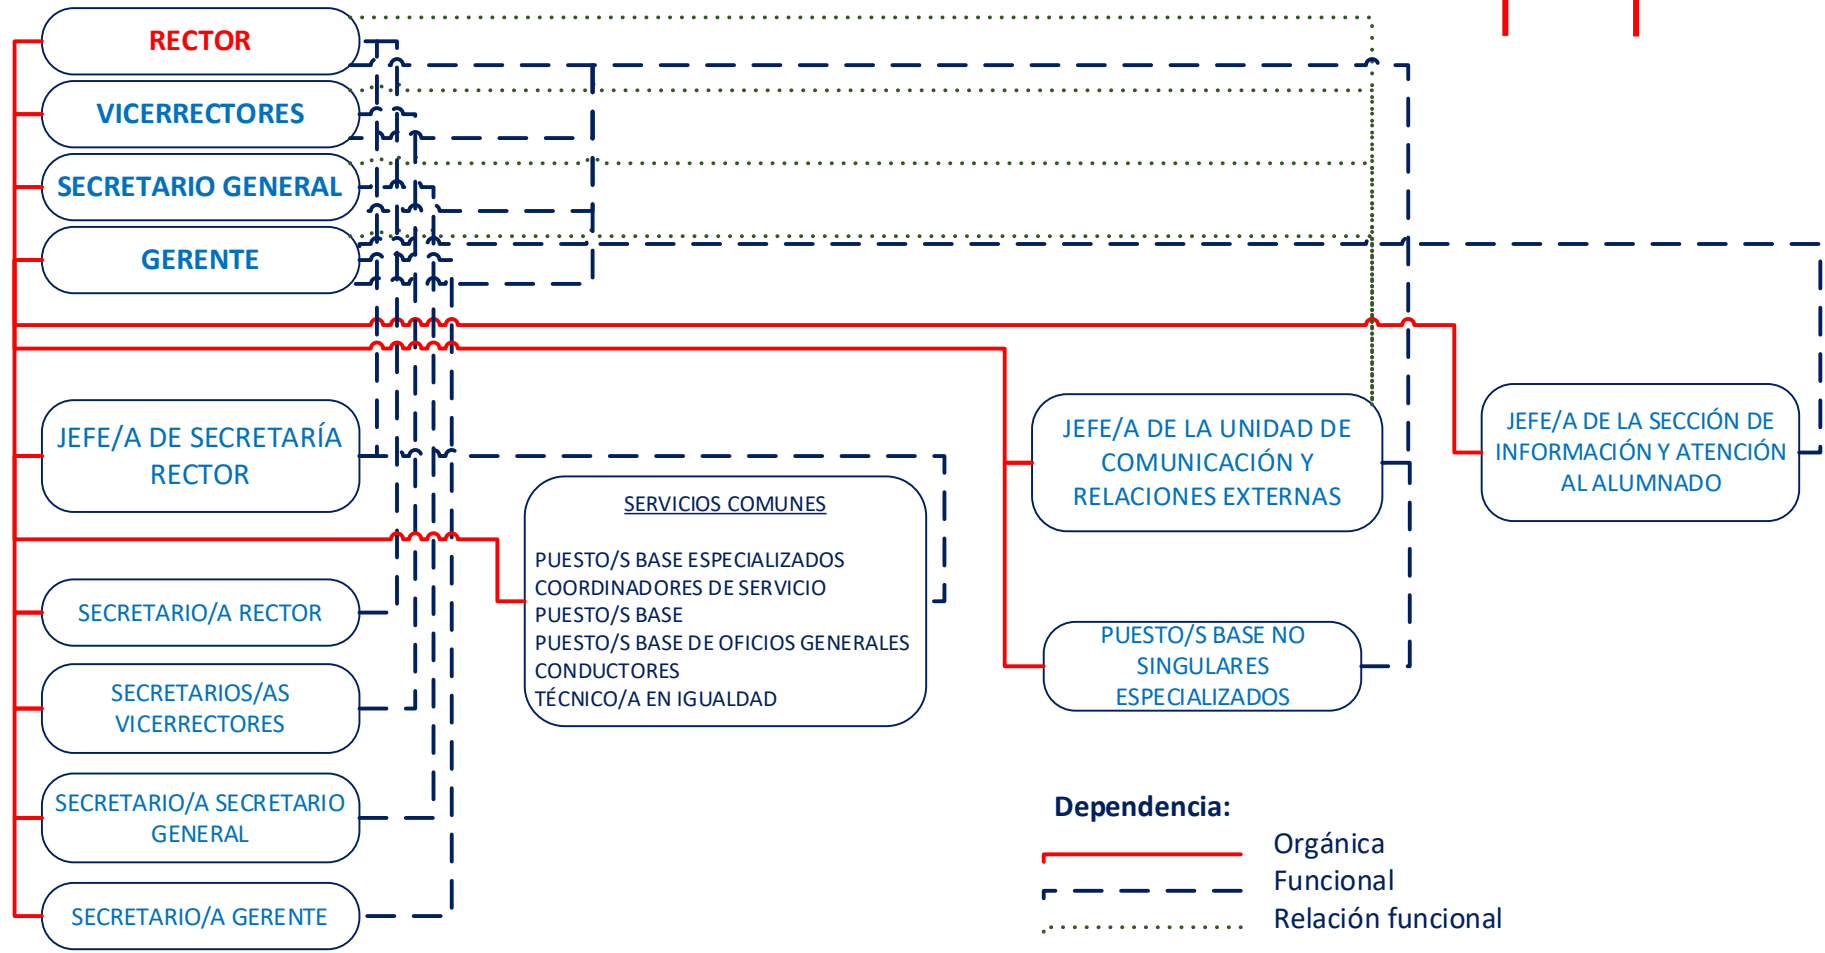 RECTOR
VICERRECTORES
SECRETARIO GENERAL
GERENTE
JEFE/A DE SECRETARÍA
RECTOR
SECRETARIO/A RECTOR
SECRETARIOS/AS
VICERRECTORES
SECRETARIO/A SECRETARIO
GENERAL
SECRETARIO/A GERENTE
SERVICIOS COMUNES
PUESTO/S BASE ESPECIALIZADOS
COORDINADORES DE SERVICIO
PUESTO/S BASE
PUESTO/S BASE DE OFICIOS GENERALES
CONDUCTORES
TÉCNICO/A EN IGUALDAD
JEFE/A DE LA UNIDAD DE
COMUNICACIÓN Y
RELACIONES EXTERNAS
PUESTO/S BASE NO
SINGULARES
ESPECIALIZADOS
JEFE/A DE LA SECCIÓN DE
INFORMACIÓN Y ATENCIÓN
AL ALUMNADO
Dependencia:
Orgánica
Funcional
Relación funcional